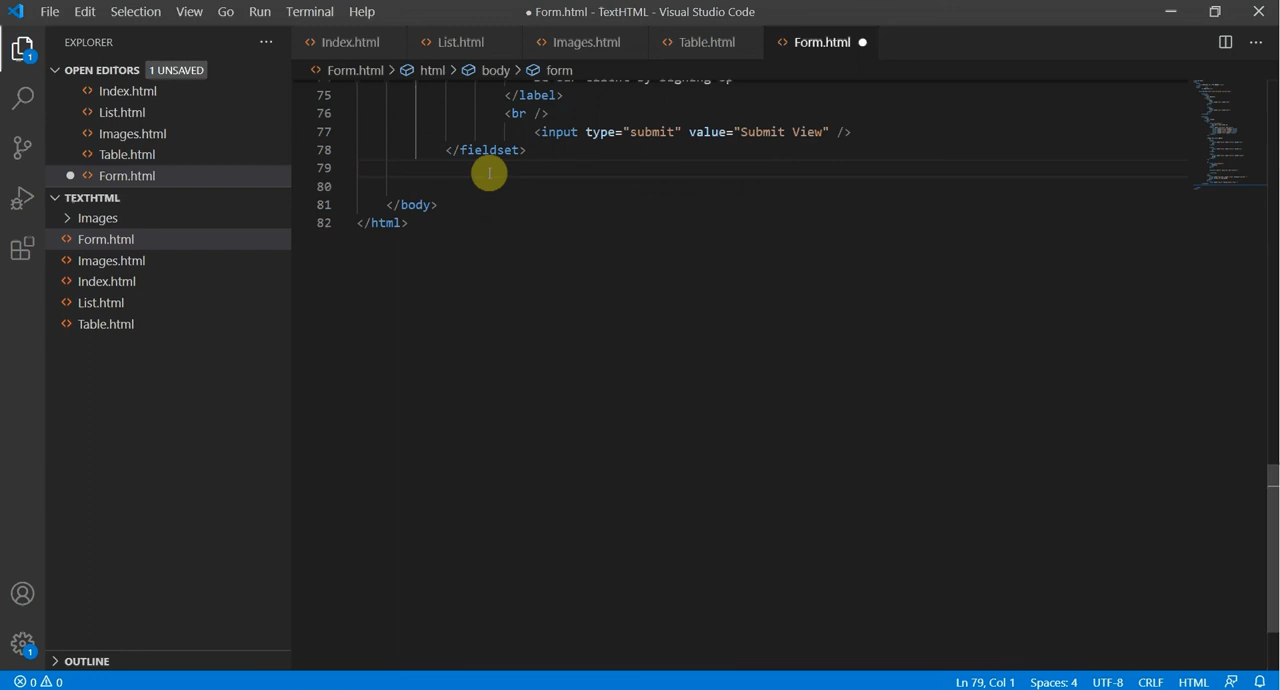 File Edit Selection View Go Run Terminal Help
● Form.html - TextHTML - Visual Studio Code
EXPLORER
Index.html List.html Images.html Table.html Form.html
OPEN EDITORS 1 UNSAVED
Form.html > html > body > form
Index.html
List.html
Images.html
Table.html
Form.html
TEXTHTML
Images
Form.html
Images.html
Index.html
List.html
Table.html
OUTLINE
75 </label>
76 <br />
77 <input type="submit" value="Submit View" />
78 </fieldset>
79
80
81 </body>
82 </html>
1
1
0 0
Ln 79, Col 1 Spaces: 4 UTF-8 CRLF HTML